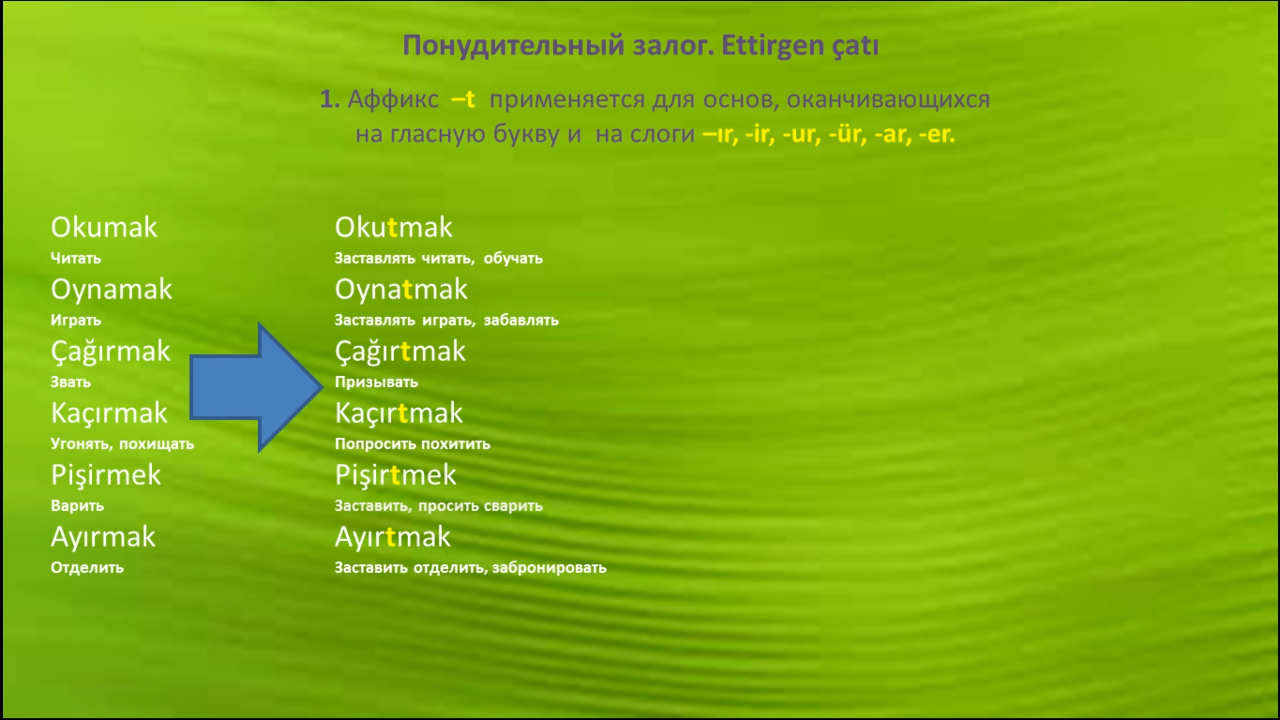 Понудительный залог. Ettirgen çatı
1. Аффикс –t применяется для основ, оканчивающихся
на гласную букву и на слоги –ır, -ir, -ur, -ür, -ar, -er.
Okumak
Читать
Oynamak
Играть
Çağırmak
Звать
Kaçırmak
Угонять, похищать
Pişirmek
Варить
Ayırmak
Отделить
Okutmak
Заставлять читать, обучать
Oynatmak
Заставлять играть, забавлять
Çağırtmak
Призывать
Kaçırtmak
Попросить похитить
Pişirtmek
Заставить, просить сварить
Ayırtmak
Заставить отделить, забронировать